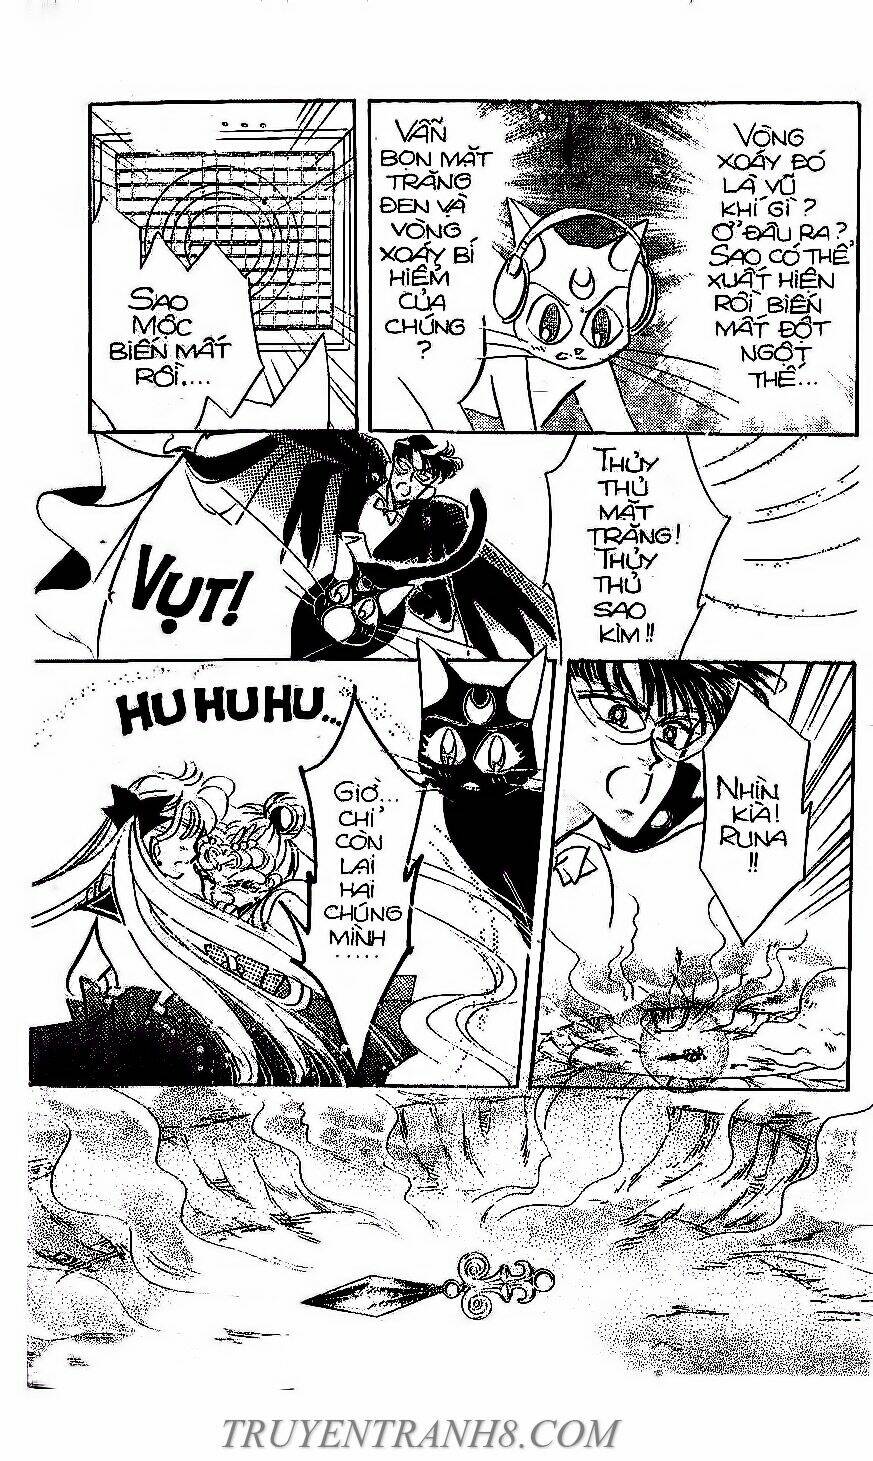 VÒNG
XOÁY ĐÓ
LÀ VŨ
KHÍ GÌ?
Ở ĐÂU RA?
SAO CÓ THỂ
XUẤT HIỆN
RỒI BIẾN
MẤT ĐỘT
NGỘT
THẾ...
VẪN
BỌN MẶT
TRĂNG
ĐEN VÀ
VÒNG
XOÁY BÍ
HIỂM
CỦA
CHÚNG
?
SAO
MỘC
BIẾN MẤT
RỒI....
THỦY
THỦ
MẶT
TRĂNG!
THỦY
THỦ
SAO
KIM!!
VỤT!
NHÌN
KÌA!
RUNA
!!
HU HU HU...
GIỜ...
CHỈ
CÒN
LẠI
HAI
CHÚNG
MÌNH
.....
TRUYENTRANH8.COM